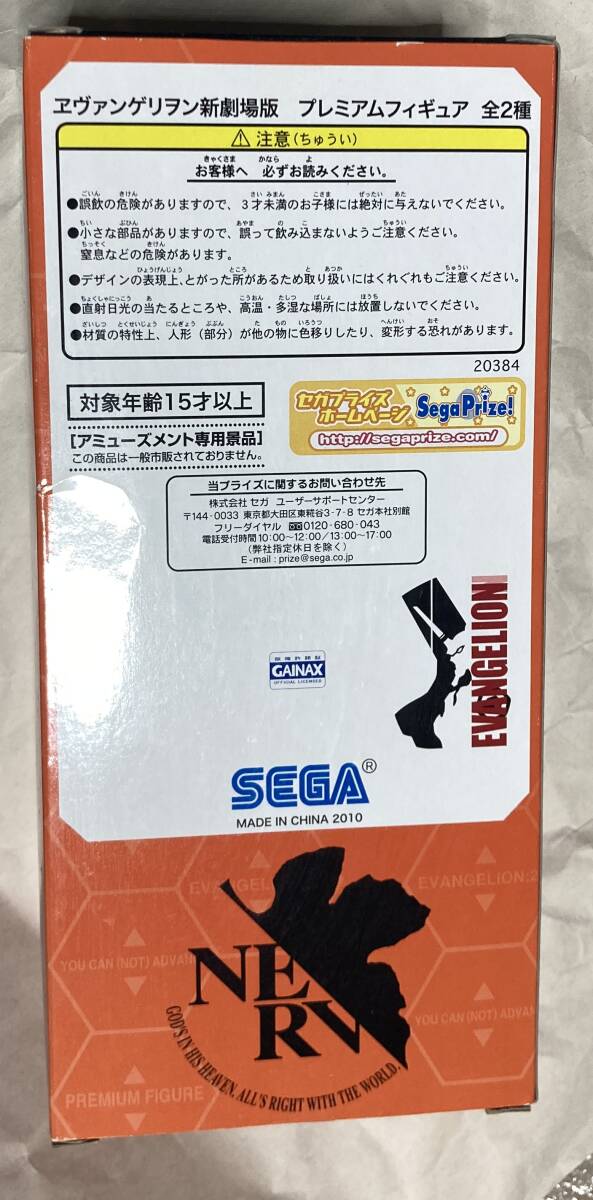 ヱヴァンゲリヲン新劇場版 プレミアムフィギュア 全2種
⚠注意(ちゅうい)
お客様へ 必ずお読みください。
●誤飲の危険がありますので、3才未満のお子様には絶対に与えないでください。
●小さな部品がありますので、誤って飲み込まないようご注意ください。
窒息などの危険があります。
●デザインの表現上、とがった所があるため取り扱いにはくれぐれもご注意ください。
●直射日光の当たるところや、高温・多湿な場所には放置しないでください。
●材質の特性上、人形(部分)が他の物に色移りしたり、変形する恐れがあります。
20384
対象年齢15才以上
[アミューズメント専用景品]
この商品は一般市販されておりません。
セガプライズ
ホームページ
SegaPrize!
http://segaprize.com/
当プライズに関するお問い合わせ先
株式会社 セガ ユーザーサポートセンター
〒144-0033 東京都大田区東糀谷3-7-8 セガ本社別館
フリーダイヤル 0120-680-043
電話受付時間 10:00~12:00/13:00~17:00
(弊社指定休日を除く)
E-mail : prize@sega.co.jp
EVANGELION
版権許諾証
GAINAX
OFFICIAL LICENSED
SEGA®
MADE IN CHINA 2010
EVANGEL
EVANGELION:2
YOU CAN (NOT) ADVAN
YOU CAN (NOT) ADVAN
NERV
GOD'S IN HIS HEAVEN. ALL'S RIGHT WITH THE WORLD.
PREMIUM FIGURE